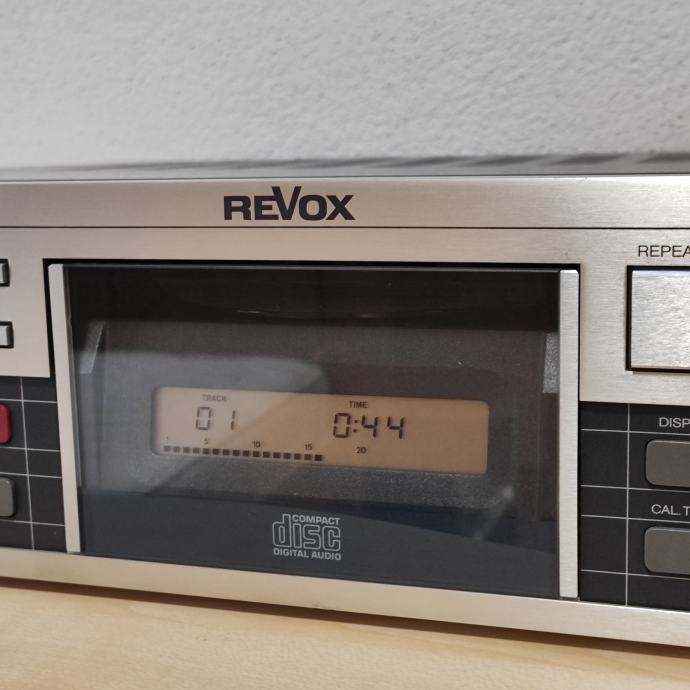 REVOX
REPEA
TRACK
TIME
01
0:44
1 5 10 15 20
DISP
CAL.T
COMPACT
disc
DIGITAL AUDIO